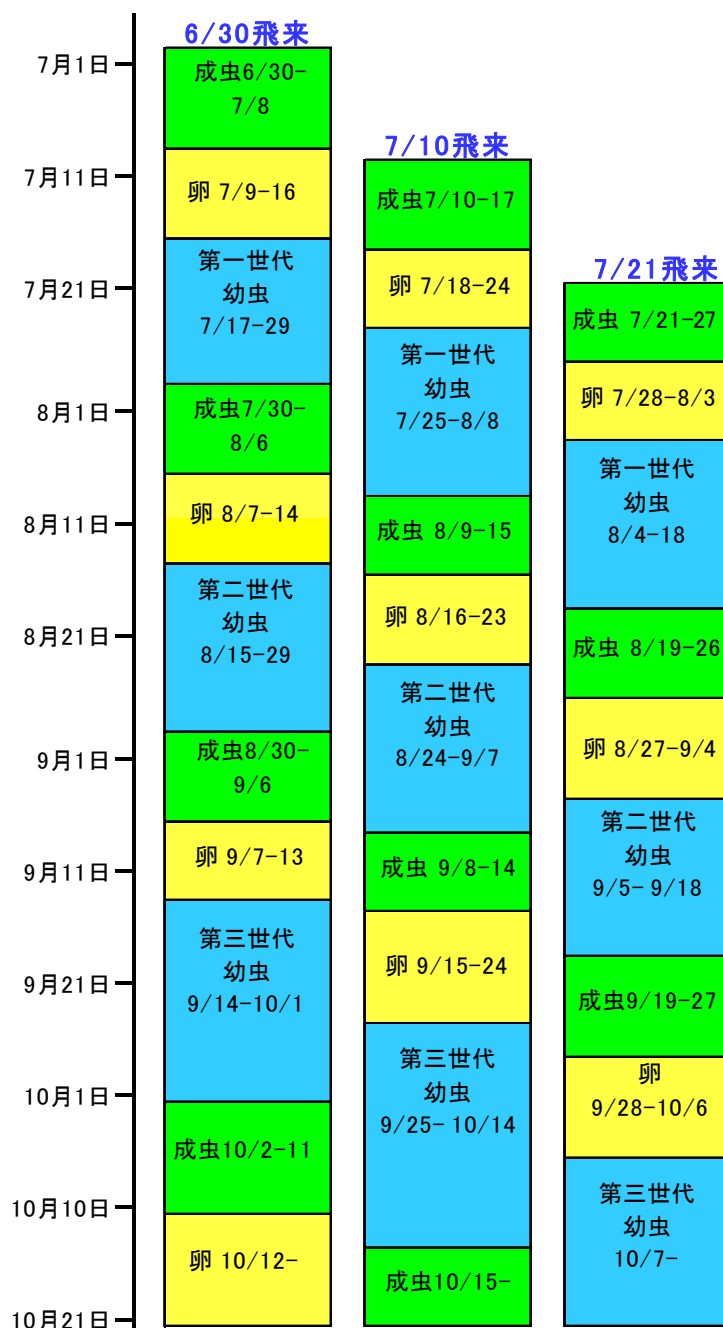 7月1日
7月11日
7月21日
8月1日
8月11日
8月21日
9月1日
9月11日
9月21日
10月1日
10月10日
10月21日
6/30飛来
成虫6/30-
7/8
卵 7/9-16
第一世代
幼虫
7/17-29
成虫7/30-
8/6
卵 8/7-14
第二世代
幼虫
8/15-29
成虫8/30-
9/6
卵 9/7-13
第三世代
幼虫
9/14-10/1
成虫10/2-11
卵 10/12-
7/10飛来
成虫7/10-17
卵 7/18-24
第一世代
幼虫
7/25-8/8
成虫 8/9-15
卵 8/16-23
第二世代
幼虫
8/24-9/7
成虫 9/8-14
卵 9/15-24
第三世代
幼虫
9/25- 10/14
成虫10/15-
7/21飛来
成虫 7/21-27
卵 7/28-8/3
第一世代
幼虫
8/4-18
成虫 8/19-26
卵 8/27-9/4
第二世代
幼虫
9/5- 9/18
成虫9/19-27
卵
9/28-10/6
第三世代
幼虫
10/7-